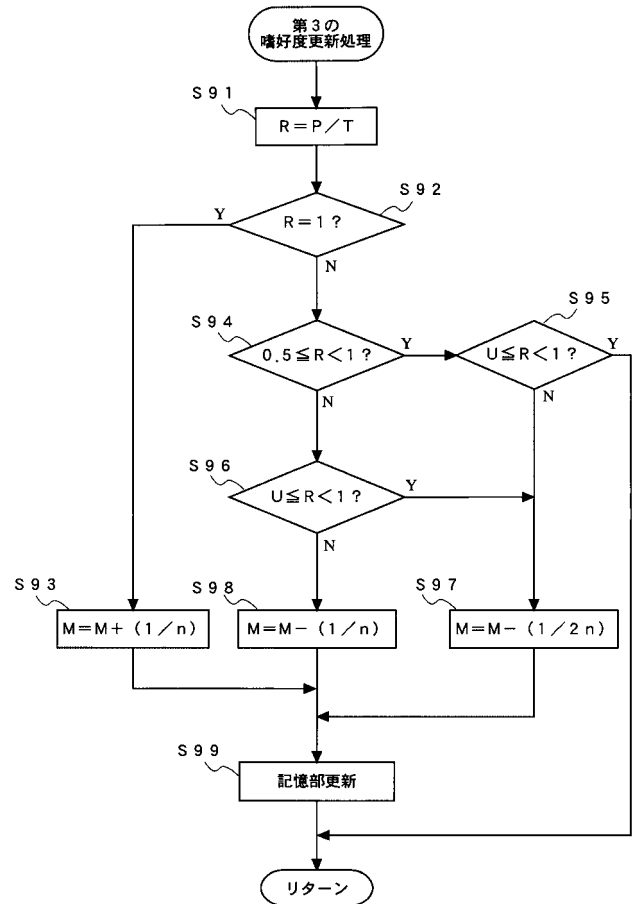 第3の
嗜好度更新処理
S91
R=P/T
S92
Y
R=1?
N
S94
0.5≦R<1?
Y
N
S95
U≦R<1?
Y
N
S96
U≦R<1?
Y
N
S93
M=M+(1/n)
S98
M=M-(1/n)
S97
M=M-(1/2n)
S99
記憶部更新
リターン